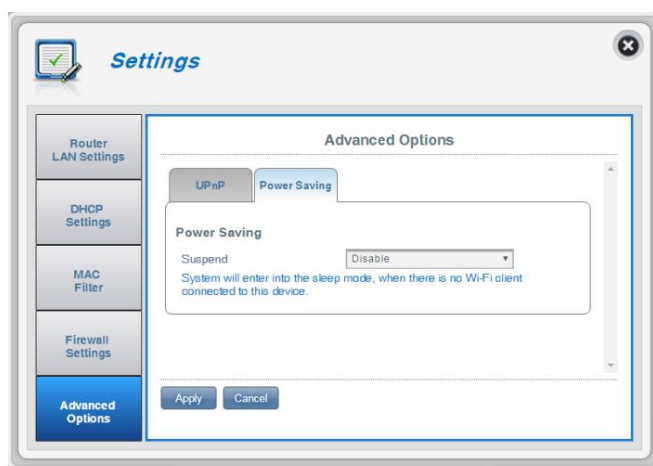 Settings
Router
LAN Settings
DHCP
Settings
MAC
Filter
Firewall
Settings
Advanced
Options
Advanced Options
UPnP
Power Saving
Power Saving
Suspend
Disable
System will enter into the sleep mode, when there is no Wi-Fi client
connected to this device.
Apply
Cancel